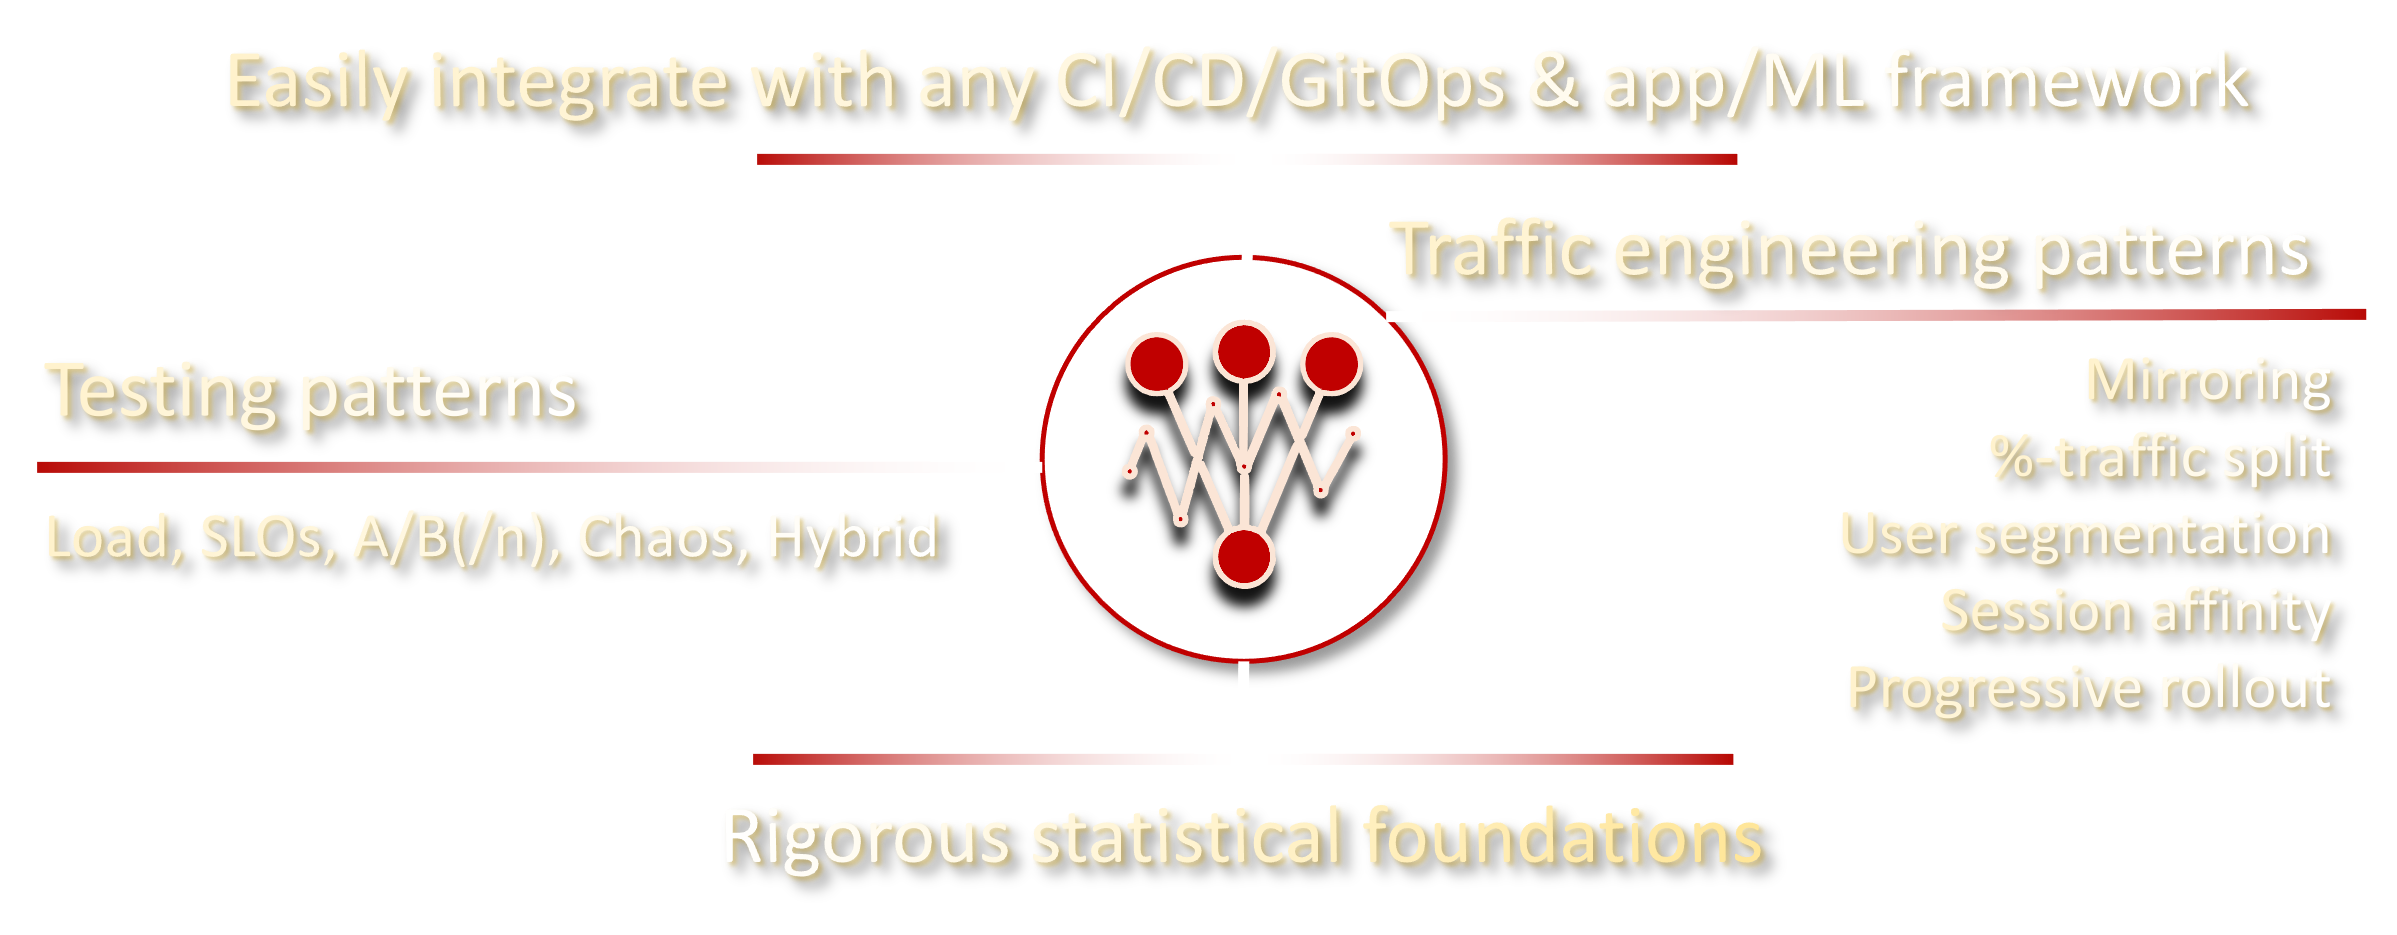 Easily integrate with any CI/CD/GitOps & app/ML framework
Traffic engineering patterns
Mirroring
%-traffic split
User segmentation
Session affinity
Progressive rollout
Testing patterns
Load, SLOs, A/B(/n), Chaos, Hybrid
Rigorous statistical foundations